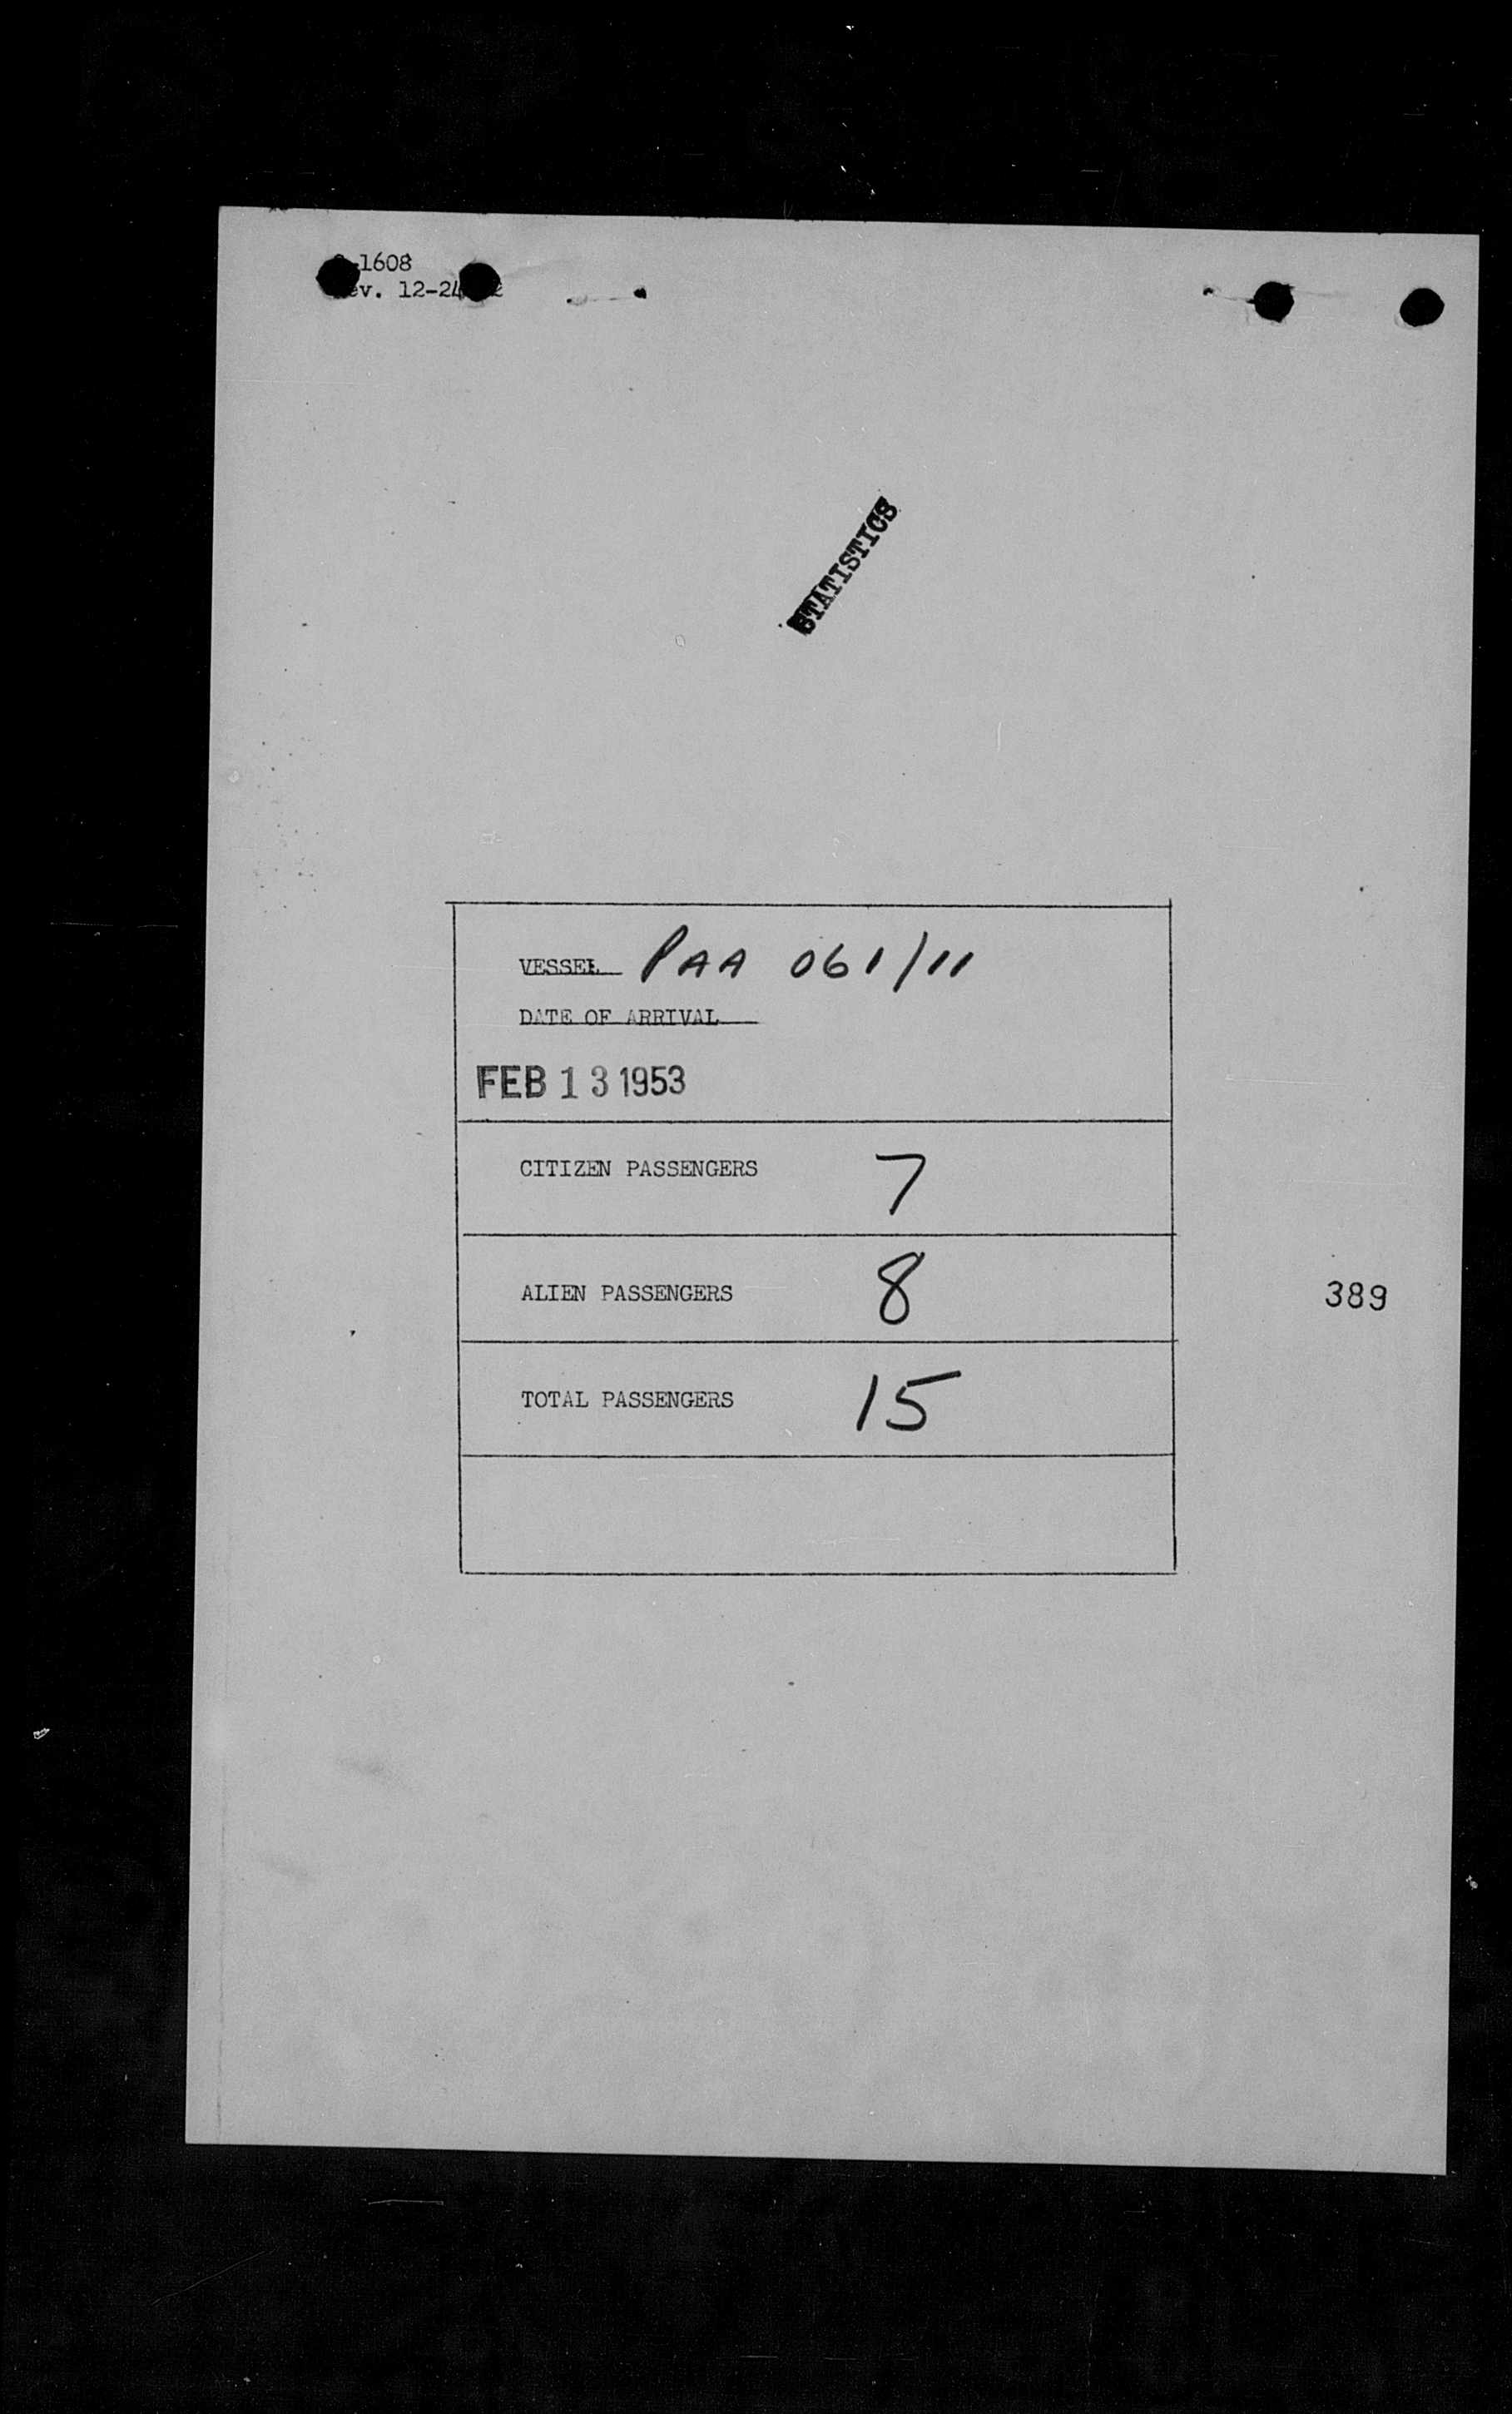 -1608
ev. 12-24
STATISTICS
VESSEL PAA 061/11
DATE OF ARRIVAL
FEB 13 1953
CITIZEN PASSENGERS 7
ALIEN PASSENGERS 8
389
TOTAL PASSENGERS 15